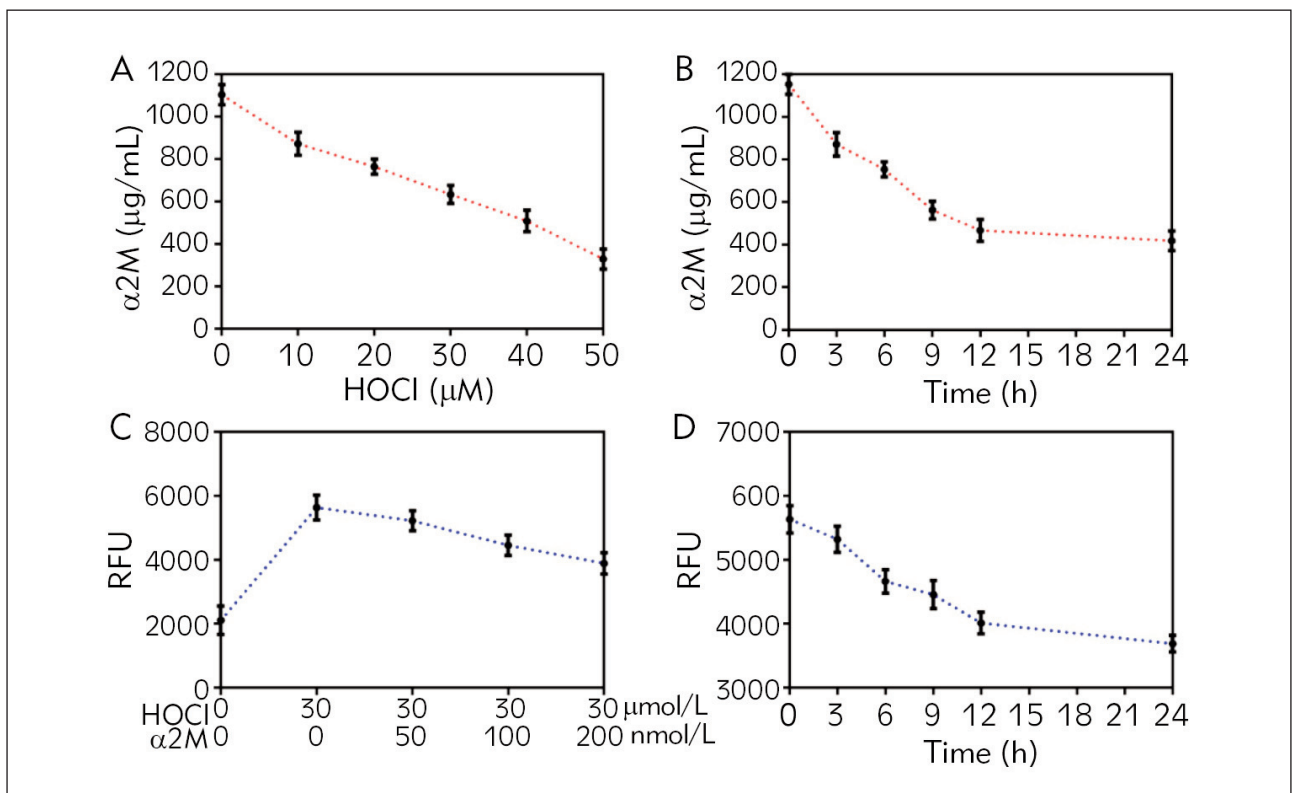 A
1200
1000
800
600
400
200
0
α2M (μg/mL)
0 10 20 30 40 50
HOCl (μM)
B
1200
1000
800
600
400
200
0
α2M (μg/mL)
0 3 6 9 12 15 18 21 24
Time (h)
C
8000
6000
4000
2000
0
RFU
HOCl 0 30 30 30 30 μmol/L
α2M 0 0 50 100 200 nmol/L
D
7000
600
5000
4000
3000
RFU
0 3 6 9 12 15 18 21 24
Time (h)